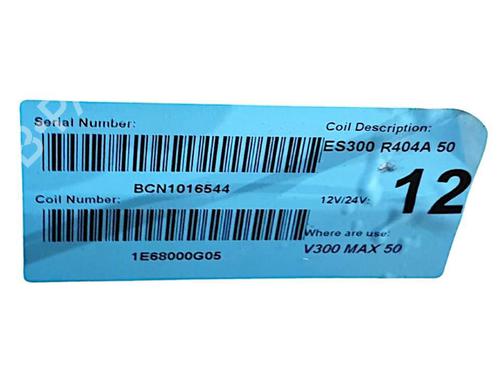 Serial Number:
BCN1016544
Coil Number:
1E68000G05
Coil Description:
ES300 R404A 50
12V/24V: 12
Where are use:
V300 MAX 50